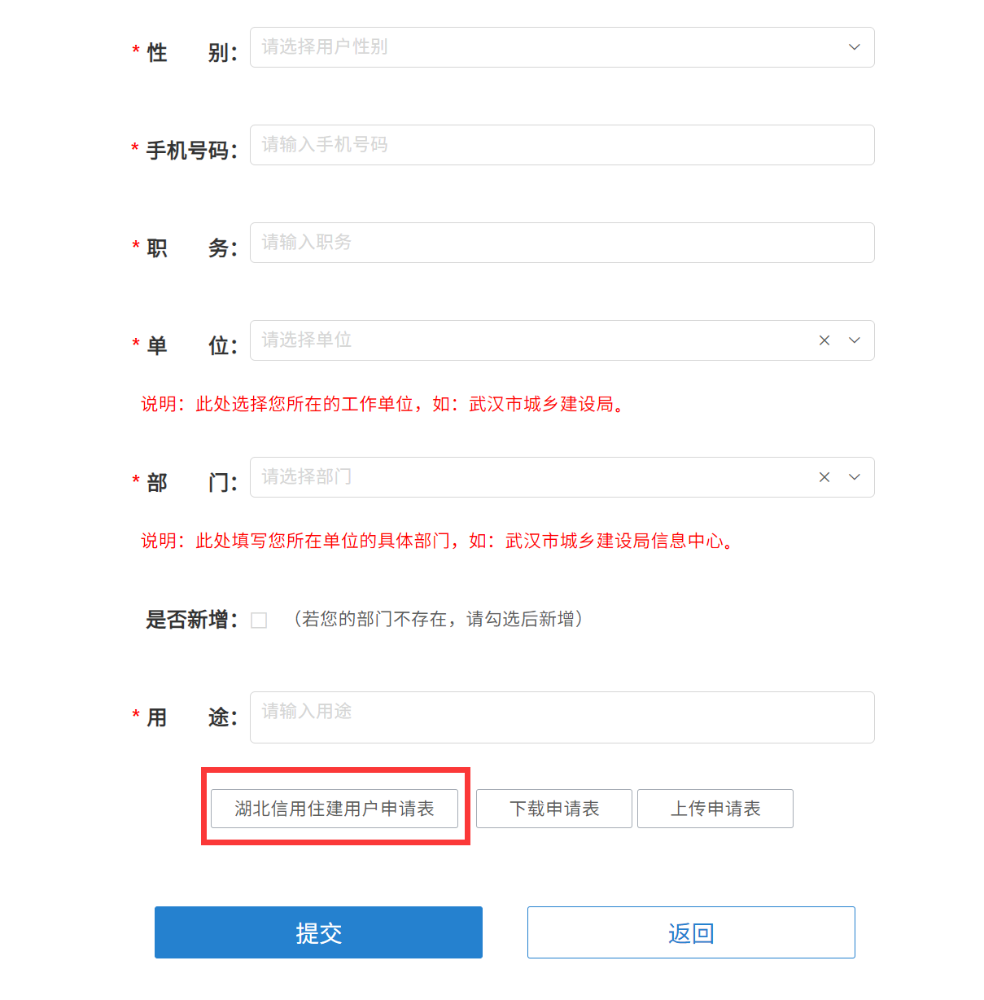 * 性 别：请选择用户性别
* 手机号码：请输入手机号码
* 职 务：请输入职务
* 单 位：请选择单位
说明：此处选择您所在的工作单位，如：武汉市城乡建设局。
* 部 门：请选择部门
说明：此处填写您所在单位的具体部门，如：武汉市城乡建设局信息中心。
是否新增：（若您的部门不存在，请勾选后新增）
* 用 途：请输入用途
湖北信用住建用户申请表 下载申请表 上传申请表
提交 返回